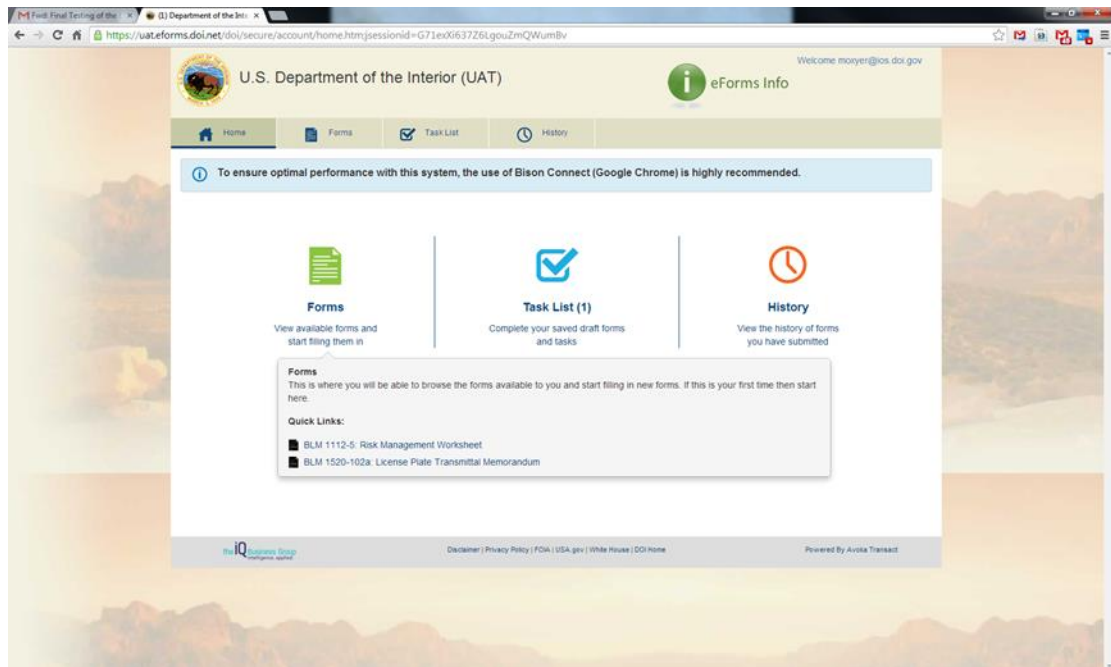 Fwd: Final Testing of the
(1) Department of the Inte
https://uat.eforms.doi.net/doi/secure/account/home.htm;jsessionid=G71exXi637Z6LgouZmQWumBv
Welcome moxyer@ios.doi.gov
U.S. Department of the Interior (UAT)
i eForms Info
Home Forms Task List History
To ensure optimal performance with this system, the use of Bison Connect (Google Chrome) is highly recommended.
Forms
View available forms and
start filling them in
Task List (1)
Complete your saved draft forms
and tasks
History
View the history of forms
you have submitted
Forms
This is where you will be able to browse the forms available to you and start filling in new forms. If this is your first time then start
here.
Quick Links:
BLM 1112-5: Risk Management Worksheet
BLM 1520-102a: License Plate Transmittal Memorandum
the iQ business Group
intelligence. applied
Disclaimer | Privacy Policy | FOIA | USA.gov | White House | DOI Home
Powered By Avoka Transact